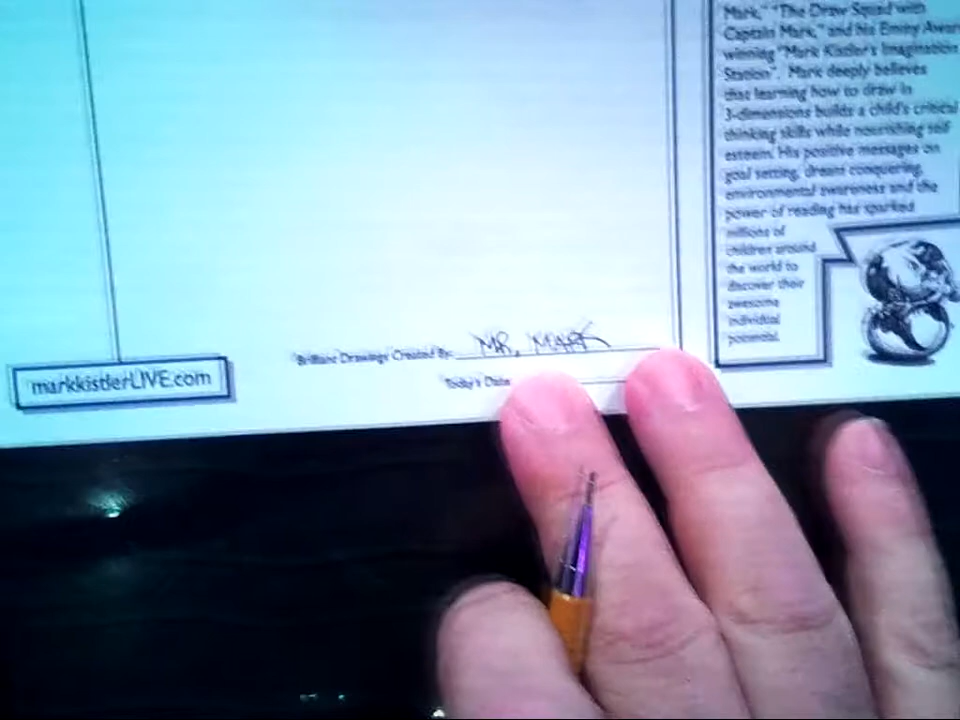 Mark," "The Draw Squad with
Captain Mark," and his Emmy Awar
winning "Mark Kistler's Imagination
Station". Mark deeply believes
that learning how to draw in
3-dimensions builds a child's critical
thinking skills while nourishing self
esteem. His positive messages on
goal setting, dream conquering,
environmental awareness and the
power of reading has sparked
millions of
children around
the world to
discover their
awesome
individual
potential.
Brilliant Drawings Created By: MR. MARK
Today's Date
markkistlerLIVE.com